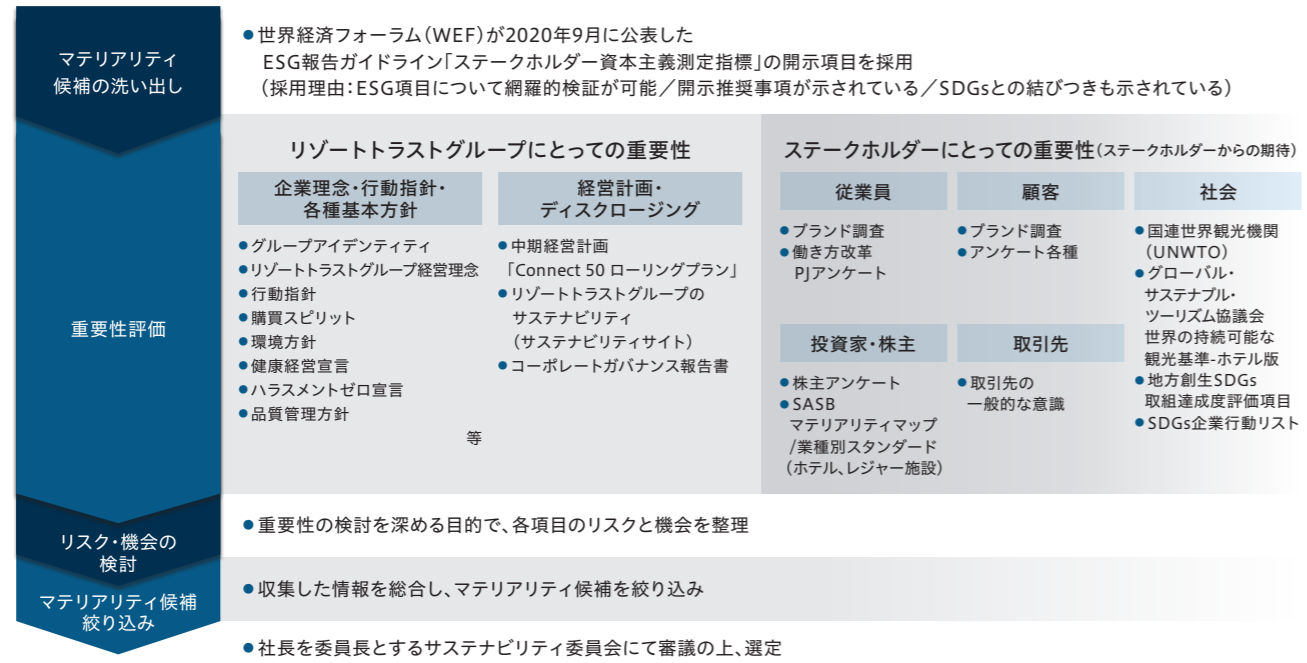 マテリアリティ
候補の洗い出し
●世界経済フォーラム（WEF）が2020年9月に公表した
ESG報告ガイドライン「ステークホルダー資本主義測定指標」の開示項目を採用
（採用理由：ESG項目について網羅的検証が可能／開示推奨事項が示されている／SDGsとの結びつきも示されている）
重要性評価
リゾートトラストグループにとっての重要性
企業理念・行動指針・
各種基本方針
●グループアイデンティティ
●リゾートトラストグループ経営理念
●行動指針
●購買スピリット
●環境方針
●健康経営宣言
●ハラスメントゼロ宣言
●品質管理方針
等
経営計画・
ディスクロージング
●中期経営計画
「Connect 50 ローリングプラン」
●リゾートトラストグループの
サステナビリティ
（サステナビリティサイト）
●コーポレートガバナンス報告書
ステークホルダーにとっての重要性（ステークホルダーからの期待）
従業員
●ブランド調査
●働き方改革
PJアンケート
顧客
●ブランド調査
●アンケート各種
社会
●国連世界観光機関
（UNWTO）
●グローバル・
サステナブル・
ツーリズム協議会
世界の持続可能な
観光基準-ホテル版
●地方創生SDGs
取組達成度評価項目
●SDGs企業行動リスト
投資家・株主
●株主アンケート
●SASB
マテリアリティマップ
/業種別スタンダード
（ホテル、レジャー施設）
取引先
●取引先の
一般的な意識
リスク・機会の
検討
●重要性の検討を深める目的で、各項目のリスクと機会を整理
マテリアリティ候補
絞り込み
●収集した情報を総合し、マテリアリティ候補を絞り込み
●社長を委員長とするサステナビリティ委員会にて審議の上、選定